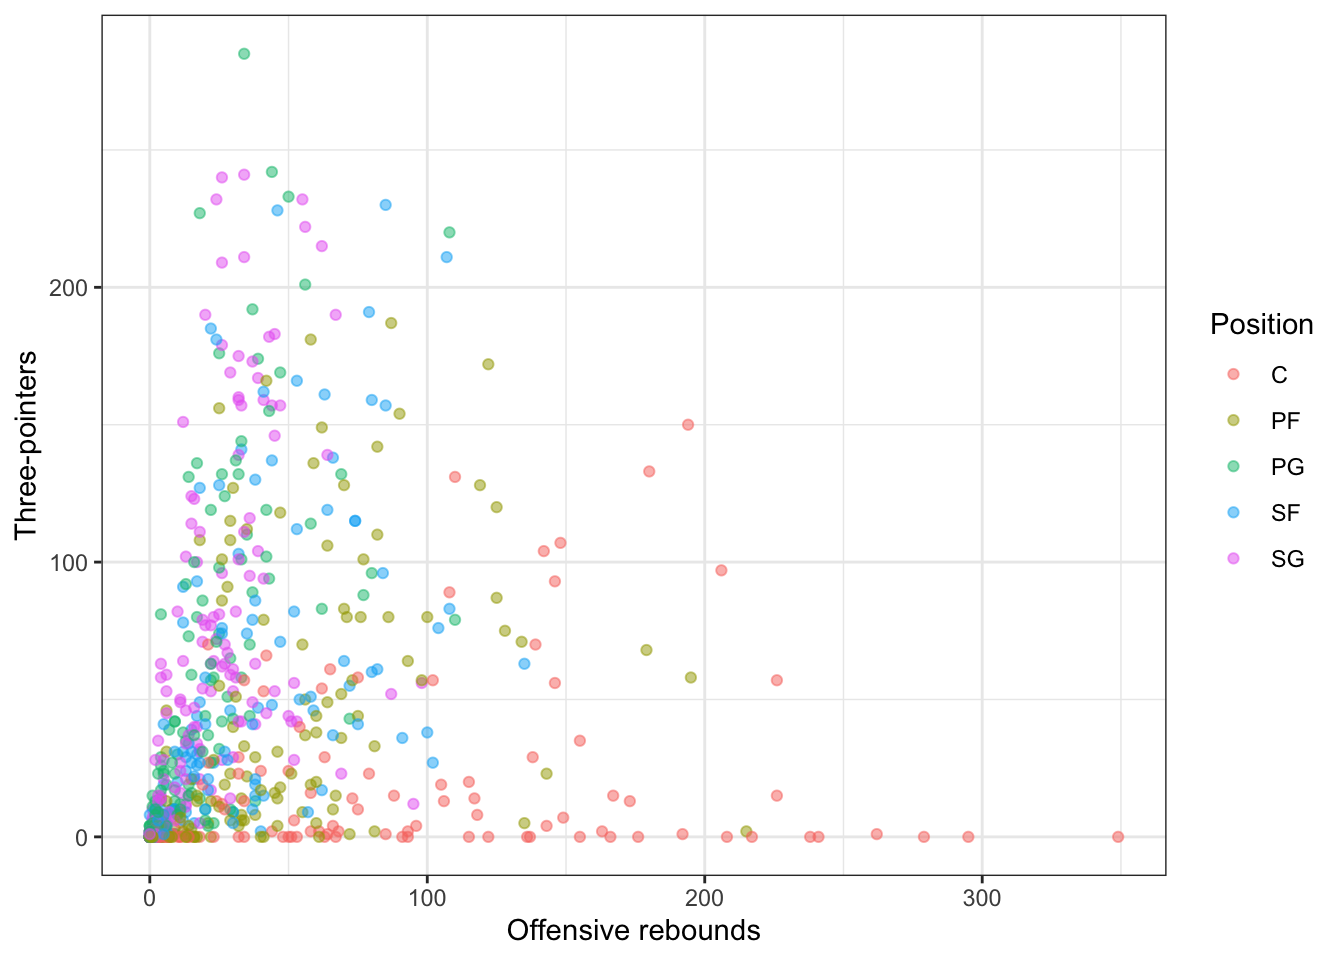 Three-pointers
200
100
0
0
100
200
300
Offensive rebounds
Position
C
PF
PG
SF
SG